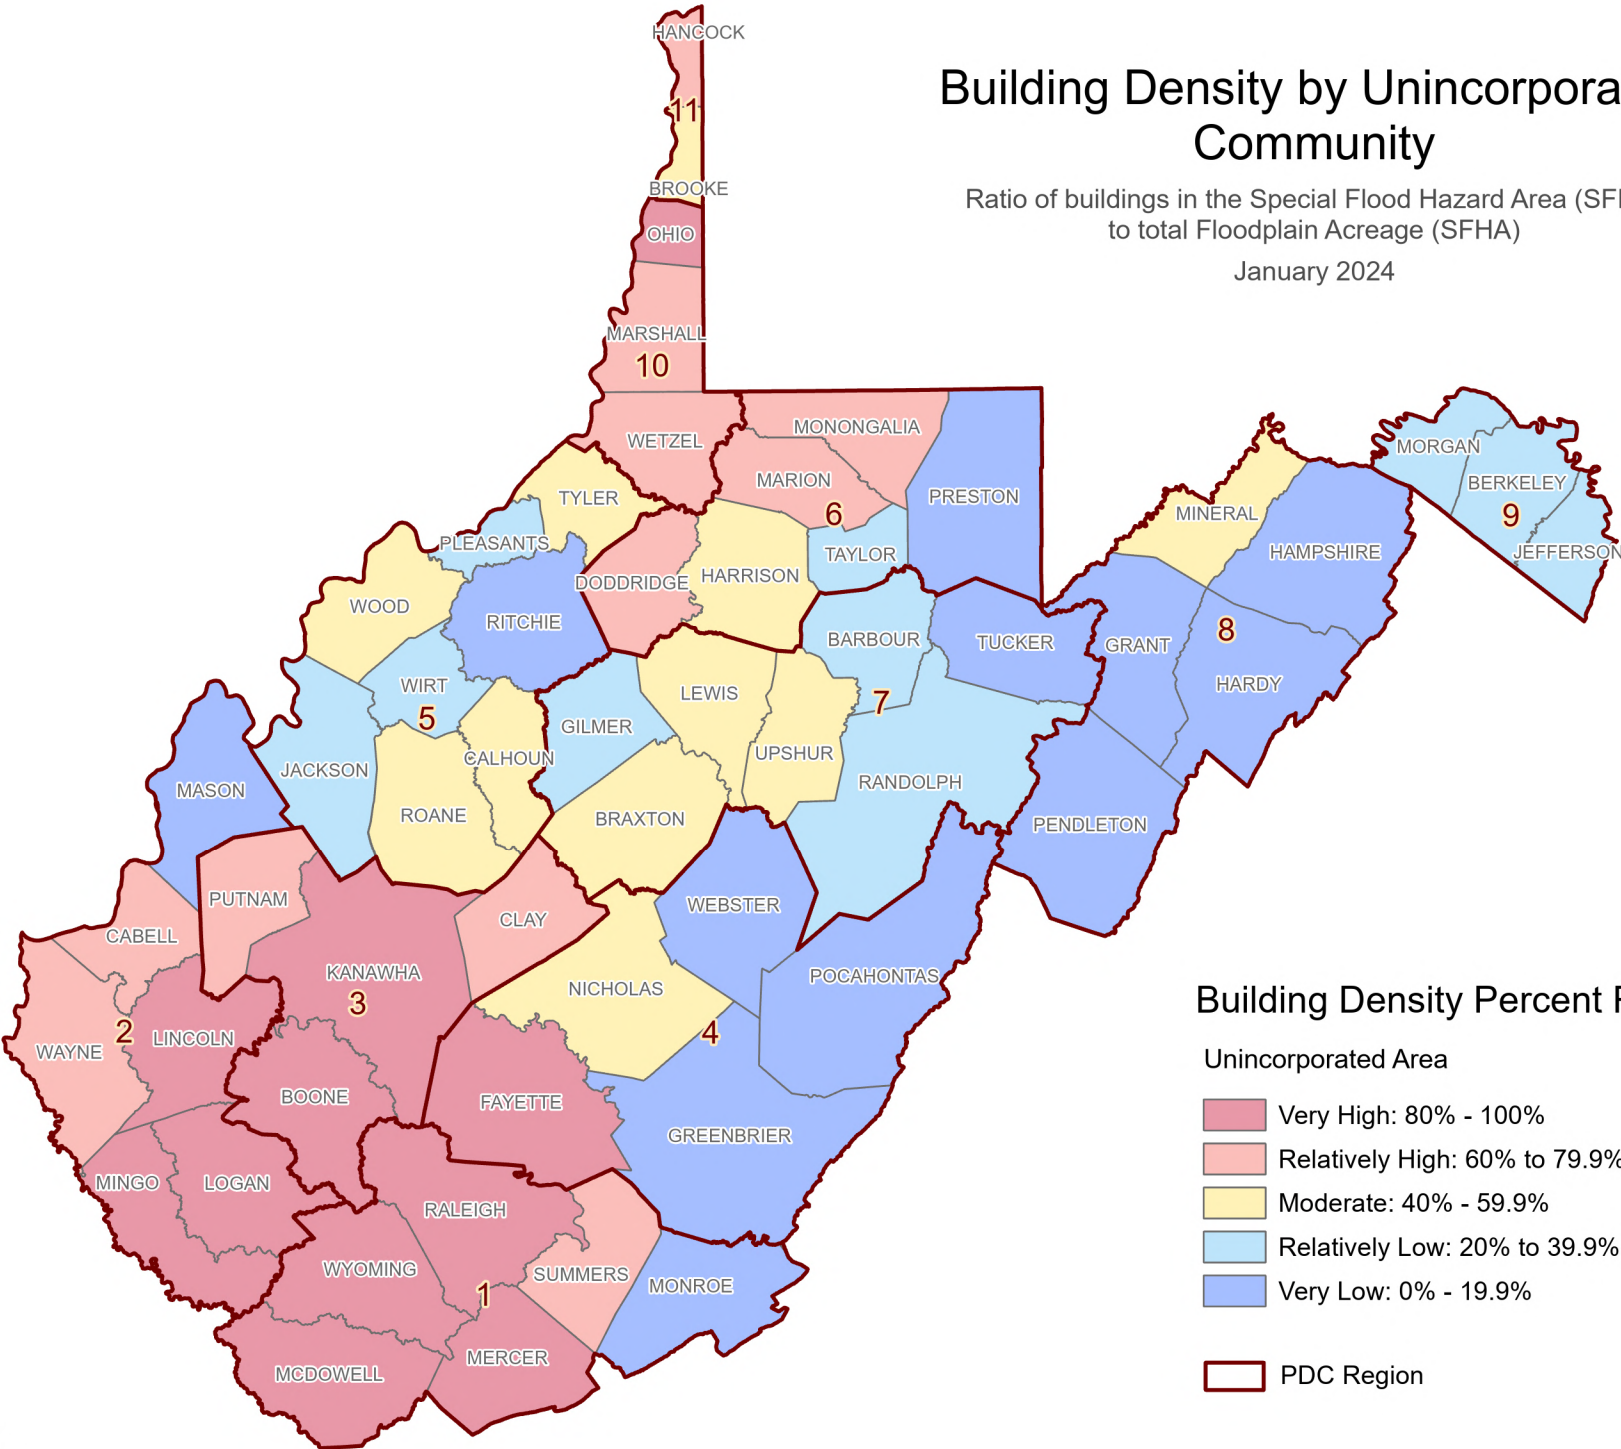 Building Density by Unincorpora
Community
Ratio of buildings in the Special Flood Hazard Area (SF
to total Floodplain Acreage (SFHA)
January 2024
HANCOCK
11
BROOKE
OHIO
MARSHALL
10
WETZEL
MONONGALIA
MARION
6
PRESTON
TYLER
PLEASANTS
TAYLOR
DODDRIDGE
HARRISON
WOOD
RITCHIE
MINERAL
HAMPSHIRE
MORGAN
BERKELEY
9
JEFFERSON
BARBOUR
TUCKER
GRANT
8
HARDY
WIRT
5
LEWIS
7
GILMER
CALHOUN
UPSHUR
JACKSON
RANDOLPH
MASON
ROANE
BRAXTON
PENDLETON
PUTNAM
CLAY
WEBSTER
CABELL
KANAWHA
3
NICHOLAS
POCAHONTAS
4
2
LINCOLN
WAYNE
BOONE
FAYETTE
GREENBRIER
MINGO
LOGAN
RALEIGH
WYOMING
SUMMERS
1
MONROE
MERCER
MCDOWELL
Building Density Percent
Unincorporated Area
Very High: 80% - 100%
Relatively High: 60% to 79.9%
Moderate: 40% - 59.9%
Relatively Low: 20% to 39.9%
Very Low: 0% - 19.9%
PDC Region